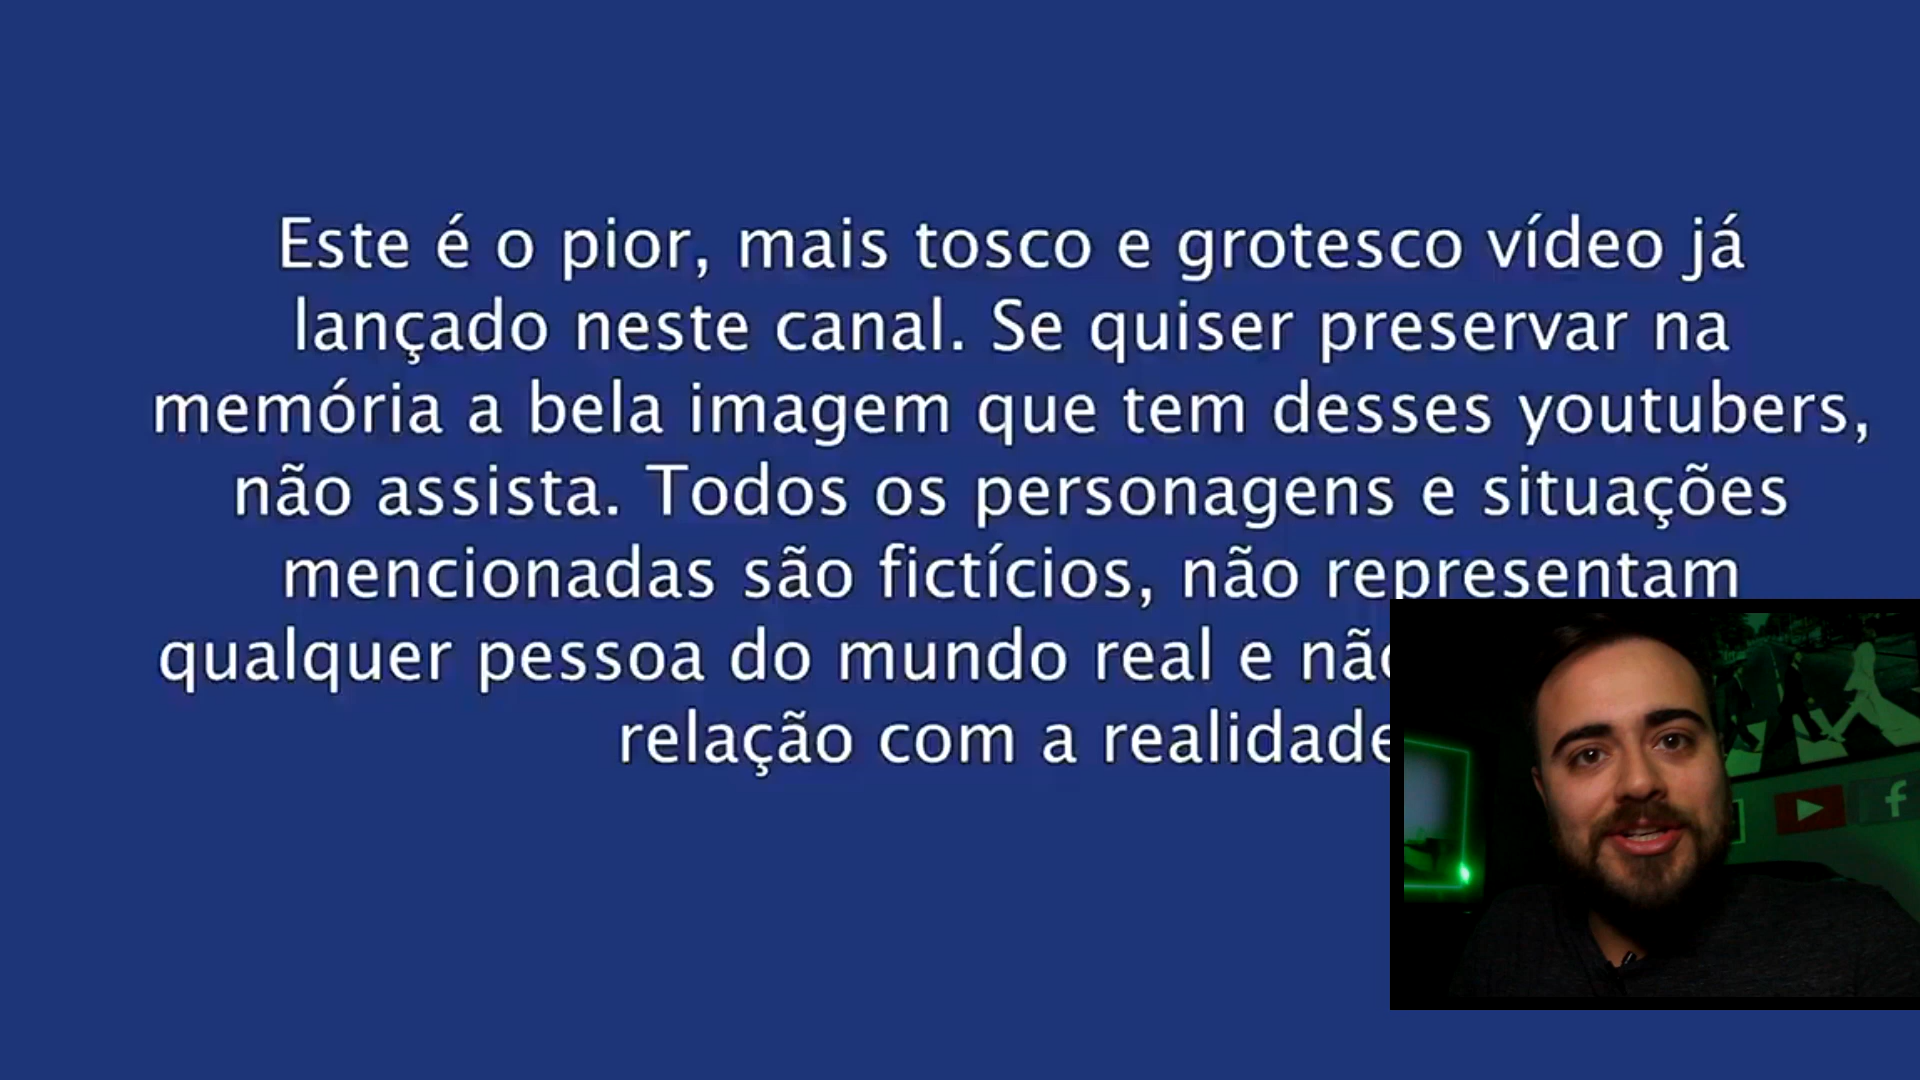 Este é o pior, mais tosco e grotesco vídeo já
lançado neste canal. Se quiser preservar na
memória a bela imagem que tem desses youtubers,
não assista. Todos os personagens e situações
mencionadas são fictícios, não representam
qualquer pessoa do mundo real e
relação com a realidade
f